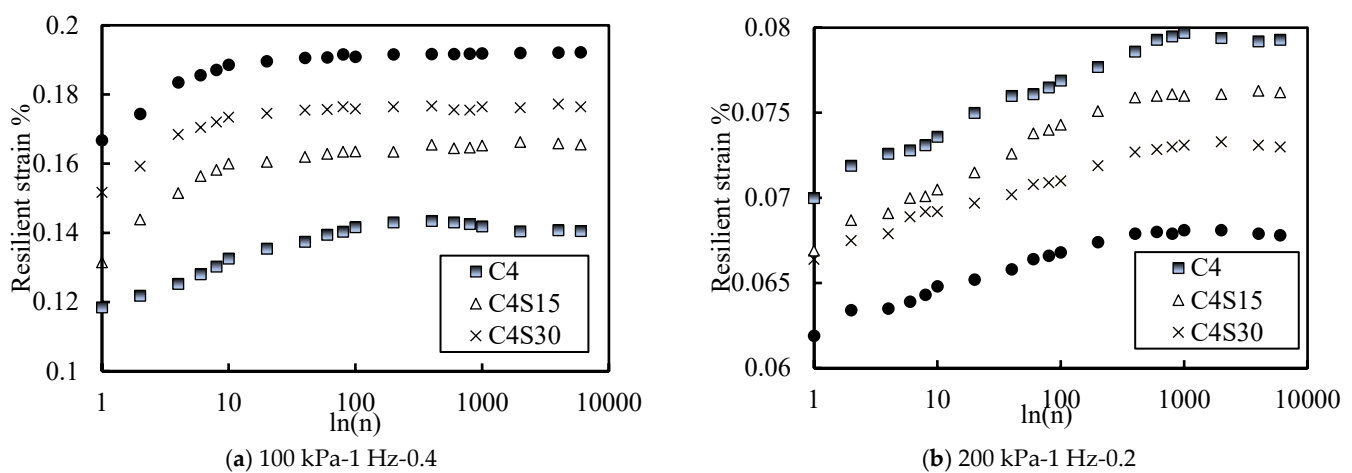 0.2
0.18
0.16
0.14
0.12
0.1
Resilient strain %
1 10 100 1000 10000
ln(n)
C4
C4S15
C4S30
(a) 100 kPa-1 Hz-0.4
0.08
0.075
0.07
0.065
0.06
Resilient strain %
1 10 100 1000 10000
ln(n)
C4
C4S15
C4S30
(b) 200 kPa-1 Hz-0.2